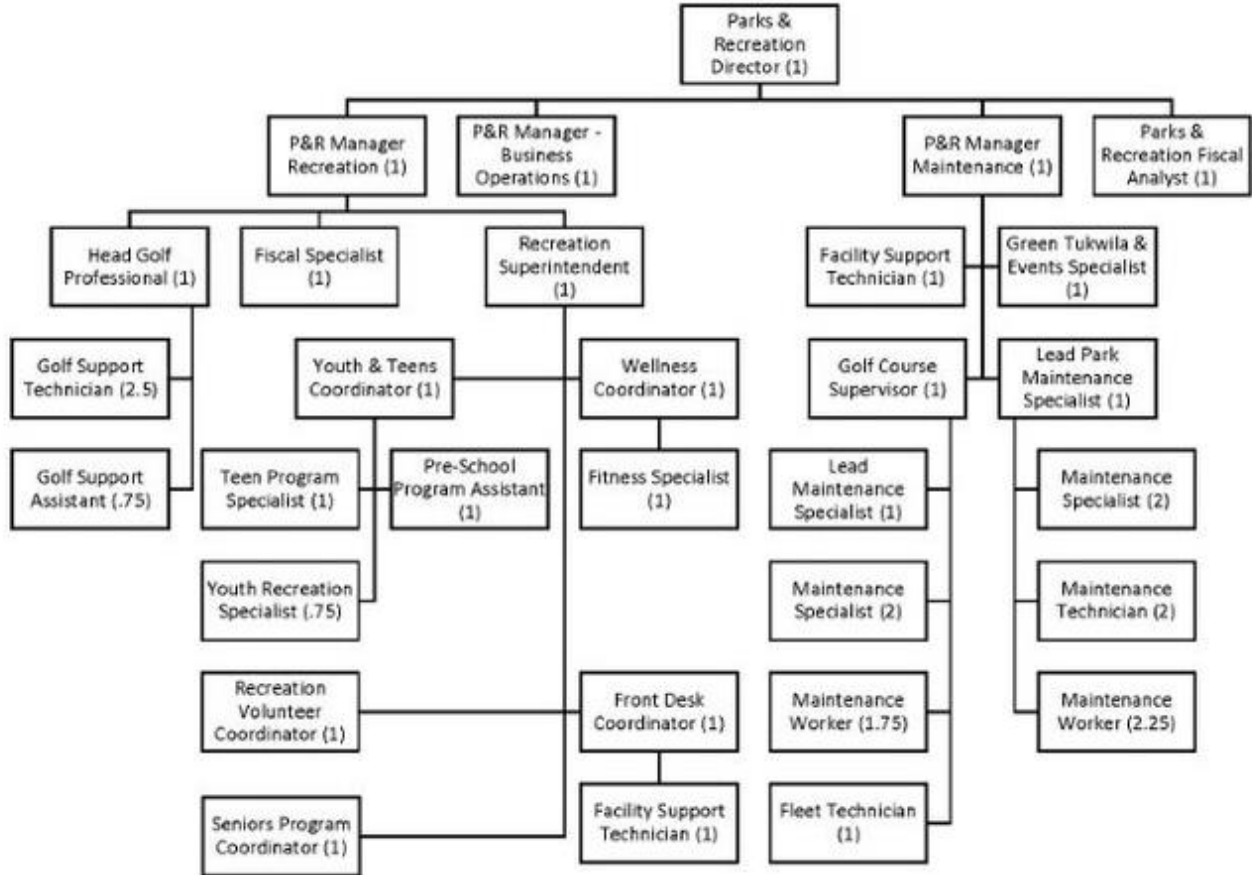 Parks &
Recreation
Director (1)
P&R Manager
Recreation (1)
P&R Manager -
Business
Operations (1)
P&R Manager
Maintenance (1)
Parks &
Recreation Fiscal
Analyst (1)
Head Golf
Professional (1)
Fiscal Specialist
(1)
Recreation
Superintendent
(1)
Facility Support
Technician (1)
Green Tukwila &
Events Specialist
(1)
Golf Support
Technician (2.5)
Youth & Teens
Coordinator (1)
Wellness
Coordinator (1)
Golf Course
Supervisor (1)
Lead Park
Maintenance
Specialist (1)
Golf Support
Assistant (.75)
Teen Program
Specialist (1)
Pre-School
Program Assistant
(1)
Fitness Specialist
(1)
Lead
Maintenance
Specialist (1)
Maintenance
Specialist (2)
Youth Recreation
Specialist (.75)
Maintenance
Specialist (2)
Maintenance
Technician (2)
Recreation
Volunteer
Coordinator (1)
Front Desk
Coordinator (1)
Maintenance
Worker (1.75)
Maintenance
Worker (2.25)
Seniors Program
Coordinator (1)
Facility Support
Technician (1)
Fleet Technician
(1)